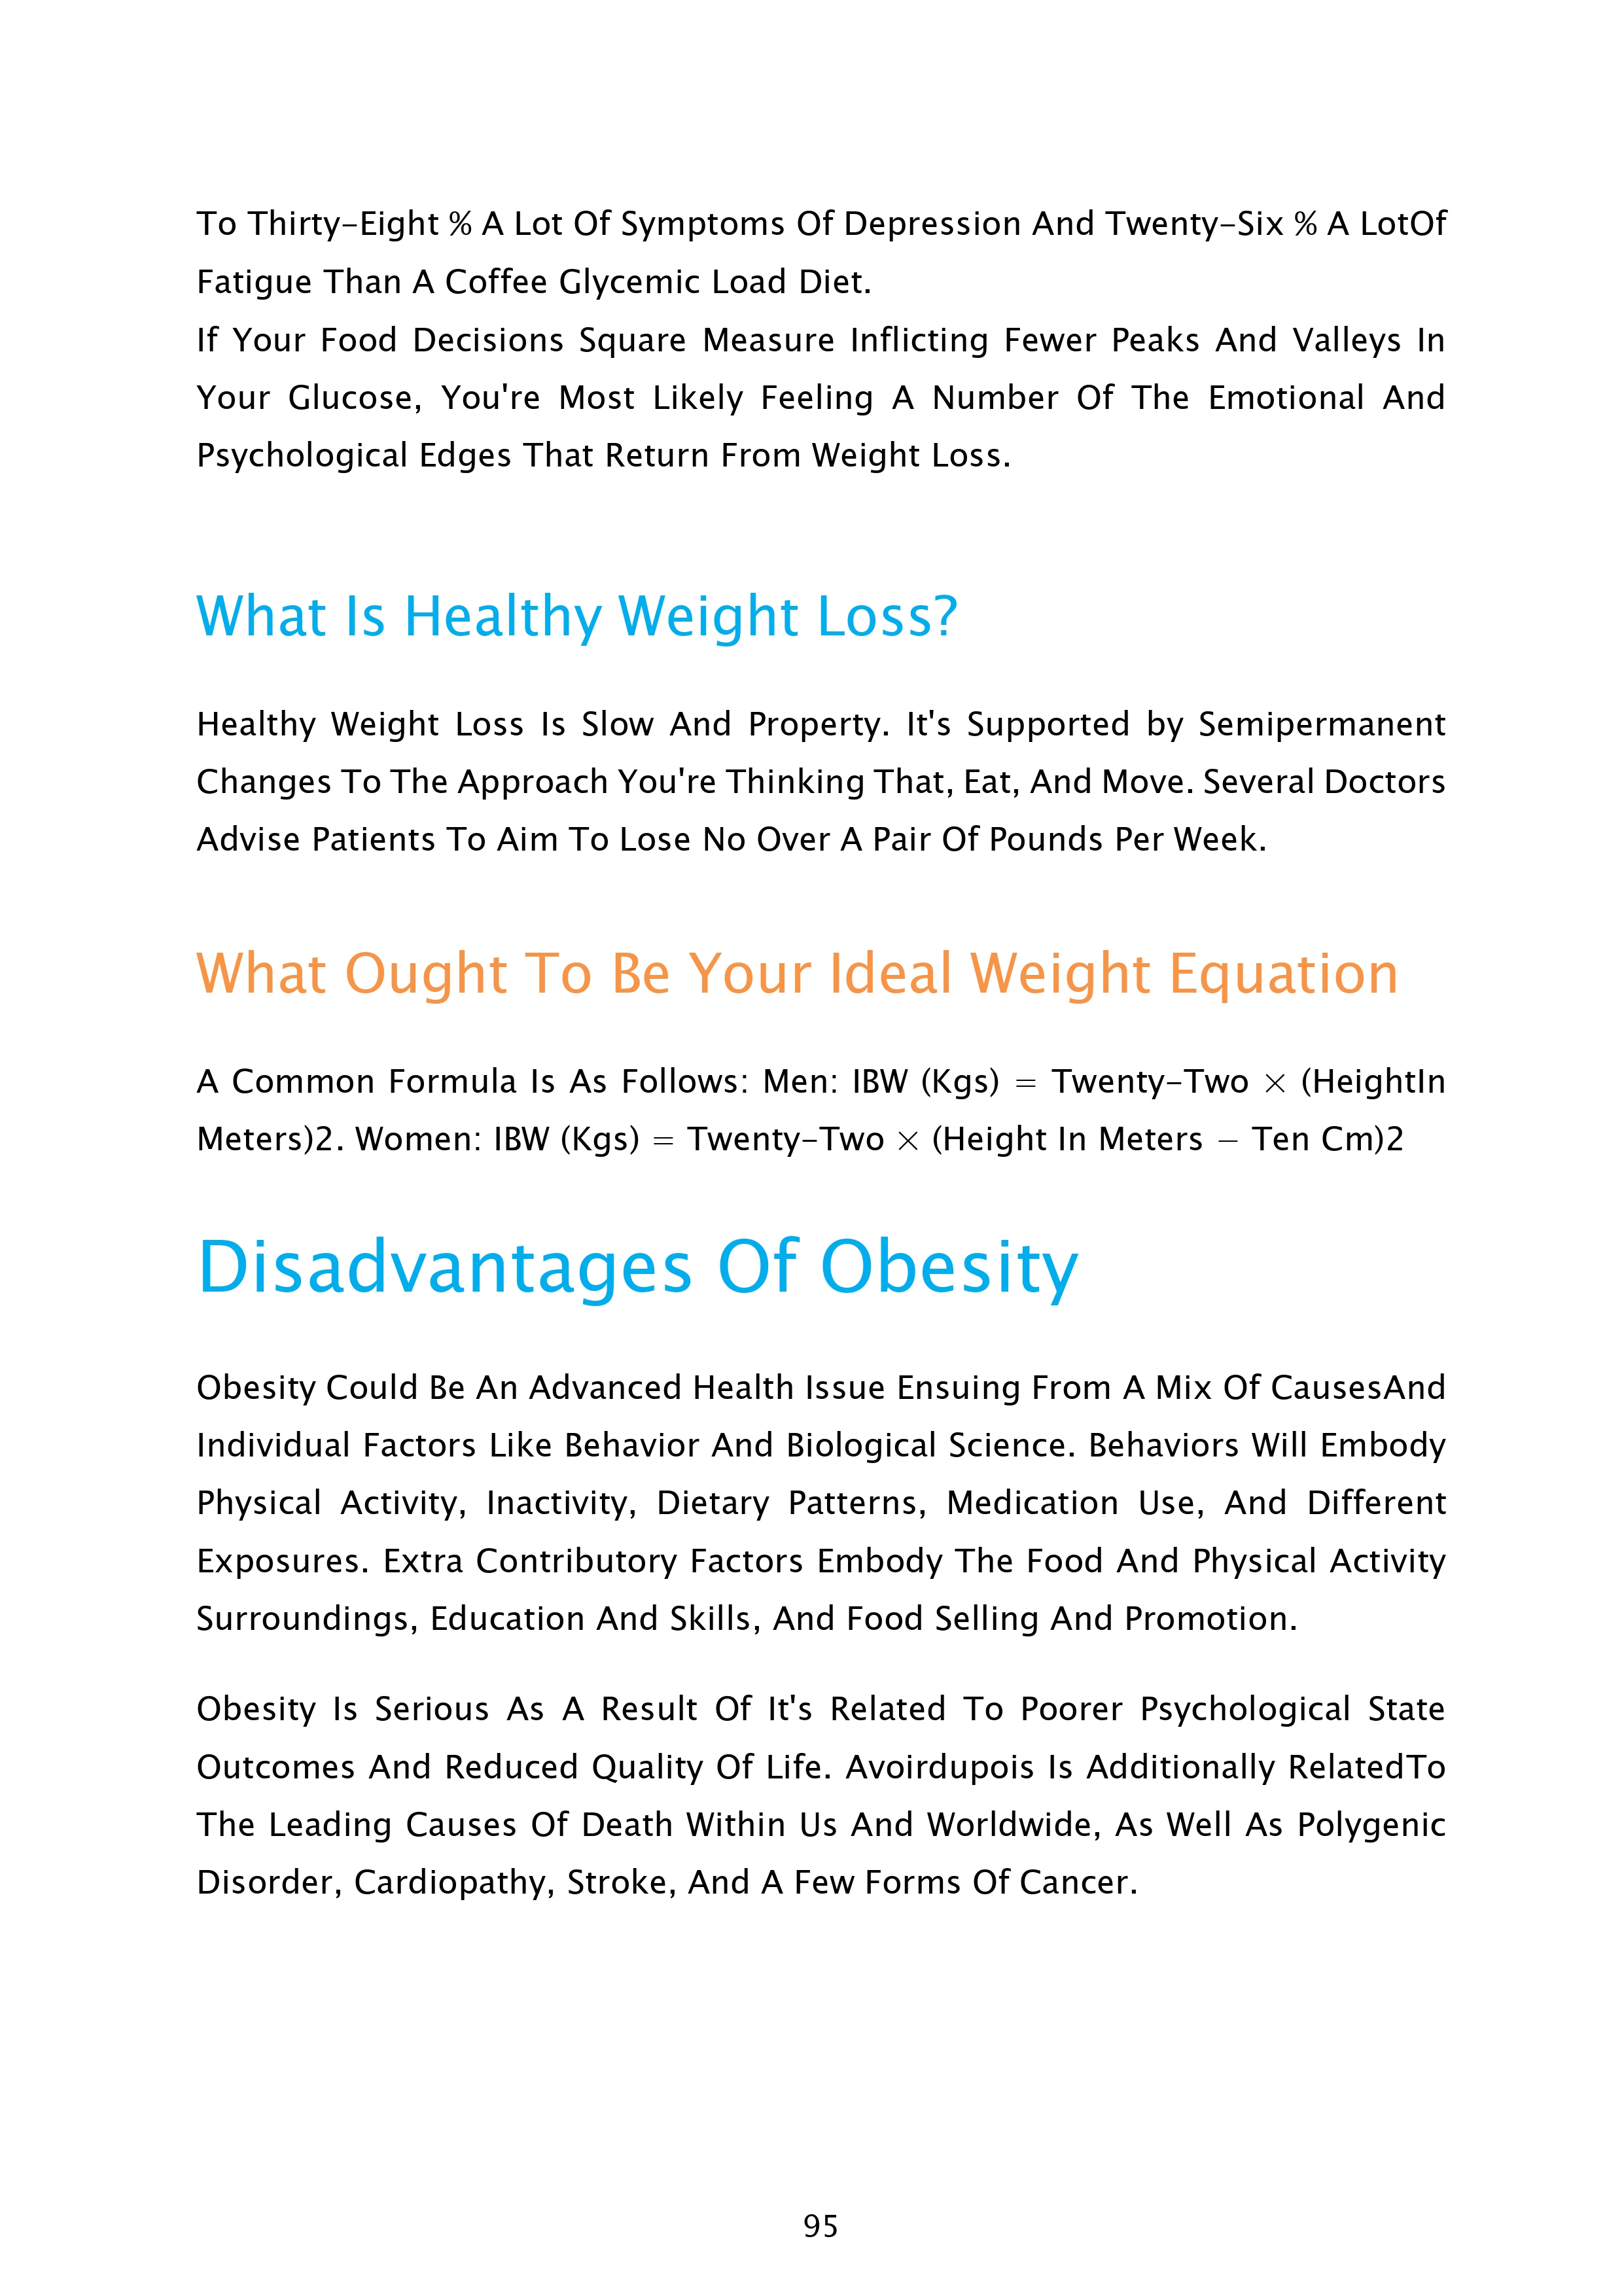 To Thirty-Eight % A Lot Of Symptoms Of Depression And Twenty-Six % A LotOf
Fatigue Than A Coffee Glycemic Load Diet.
If Your Food Decisions Square Measure Inflicting Fewer Peaks And Valleys In
Your Glucose, You're Most Likely Feeling A Number Of The Emotional And
Psychological Edges That Return From Weight Loss.
What Is Healthy Weight Loss?
Healthy Weight Loss Is Slow And Property. It's Supported by Semipermanent
Changes To The Approach You're Thinking That, Eat, And Move. Several Doctors
Advise Patients To Aim To Lose No Over A Pair Of Pounds Per Week.
What Ought To Be Your Ideal Weight Equation
A Common Formula Is As Follows: Men: IBW (Kgs) = Twenty-Two × (HeightIn
Meters)2. Women: IBW (Kgs) = Twenty-Two × (Height In Meters − Ten Cm)2
Disadvantages Of Obesity
Obesity Could Be An Advanced Health Issue Ensuing From A Mix Of CausesAnd
Individual Factors Like Behavior And Biological Science. Behaviors Will Embody
Physical Activity, Inactivity, Dietary Patterns, Medication Use, And Different
Exposures. Extra Contributory Factors Embody The Food And Physical Activity
Surroundings, Education And Skills, And Food Selling And Promotion.
Obesity Is Serious As A Result Of It's Related To Poorer Psychological State
Outcomes And Reduced Quality Of Life. Avoirdupois Is Additionally RelatedTo
The Leading Causes Of Death Within Us And Worldwide, As Well As Polygenic
Disorder, Cardiopathy, Stroke, And A Few Forms Of Cancer.
95